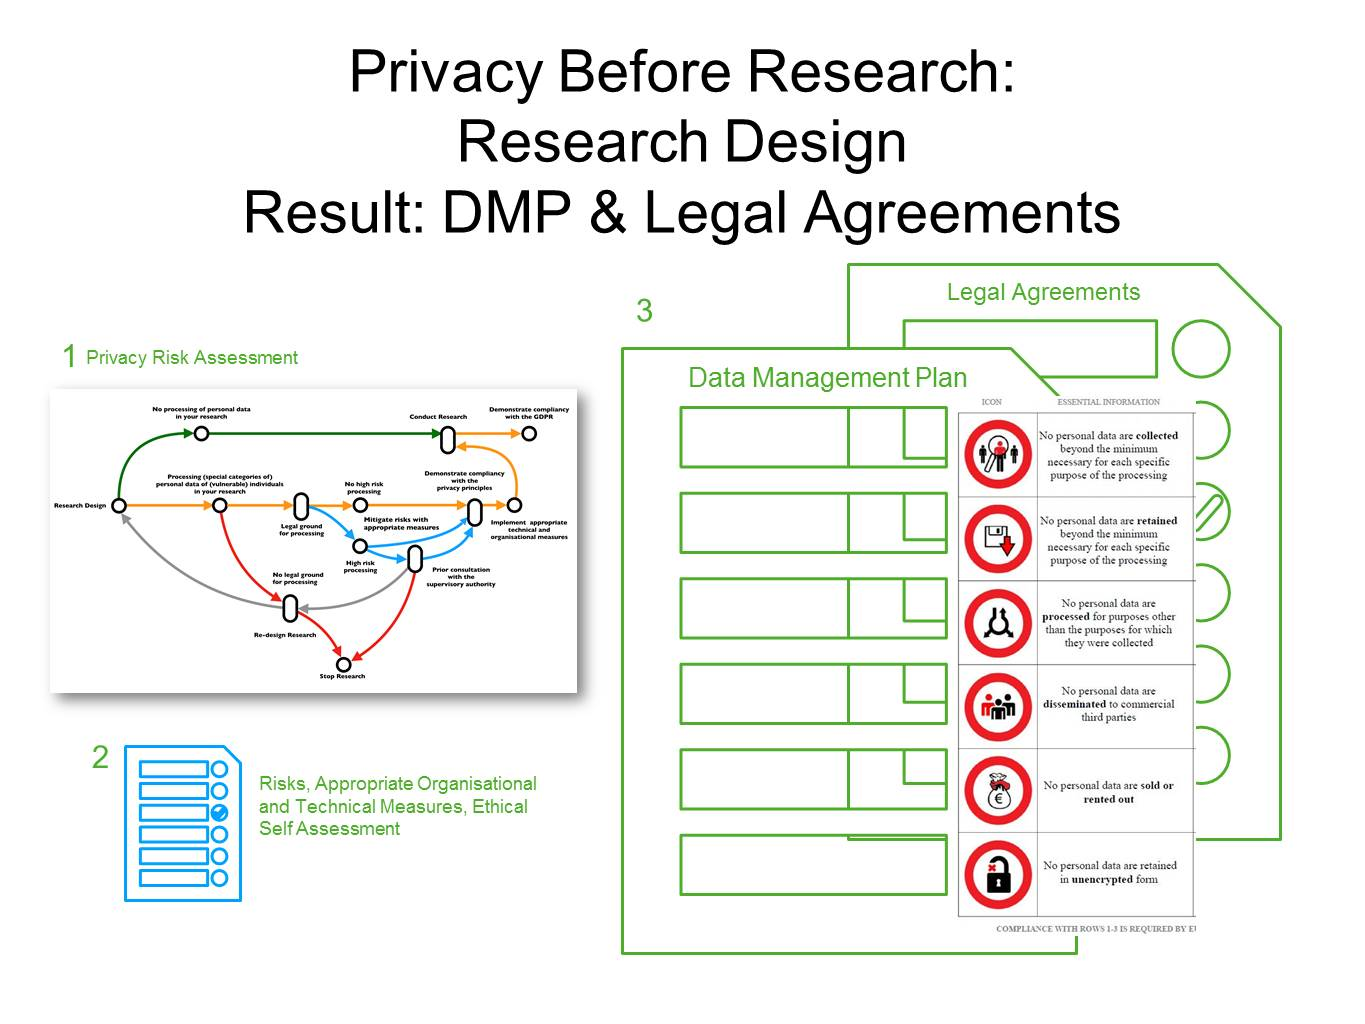 Privacy Before Research:
Research Design
Result: DMP & Legal Agreements
1 Privacy Risk Assessment
No processing of personal data
in your research
Conduct Research
Demonstrate compliancy
with the GDPR
Research Design
Processing (special categories of)
personal data of (vulnerable) individuals
in your research
Legal ground
for processing
No high risk
processing
Mitigate risks with
appropriate measures
High risk
processing
Demonstrate compliancy
with the
privacy principles
Implement appropriate
technical and
organisational measures
Prior consultation
with the
supervisory authority
No legal ground
for processing
Re-design Research
Stop Research
2
Risks, Appropriate Organisational
and Technical Measures, Ethical
Self Assessment
3
Legal Agreements
Data Management Plan
ICON
ESSENTIAL INFORMATION
No personal data are collected
beyond the minimum
necessary for each specific
purpose of the processing
No personal data are retained
beyond the minimum
necessary for each specific
purpose of the processing
No personal data are
processed for purposes other
than the purposes for which
they were collected
No personal data are
disseminated to commercial
third parties
€
No personal data are sold or
rented out
No personal data are retained
in unencrypted form
COMPLIANCE WITH ROWS 1-3 IS REQUIRED BY